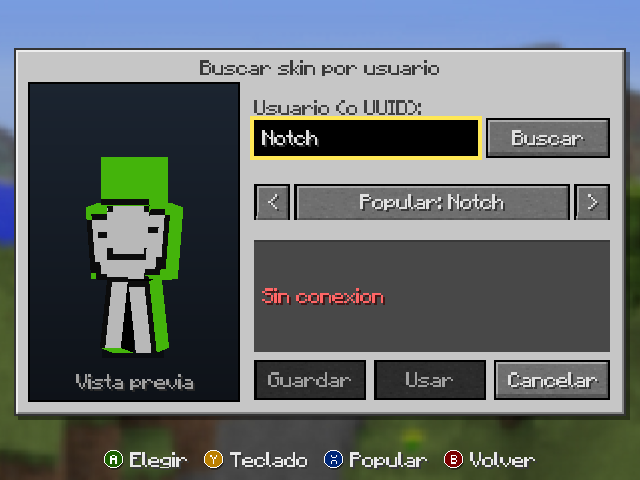 Buscar skin por usuario
Usuario (o UUID):
Notch
Buscar
< Popular: Notch >
Sin conexion
Vista previa
Guardar
Usar
Cancelar
A Elegir Y Teclado X Popular B Volver